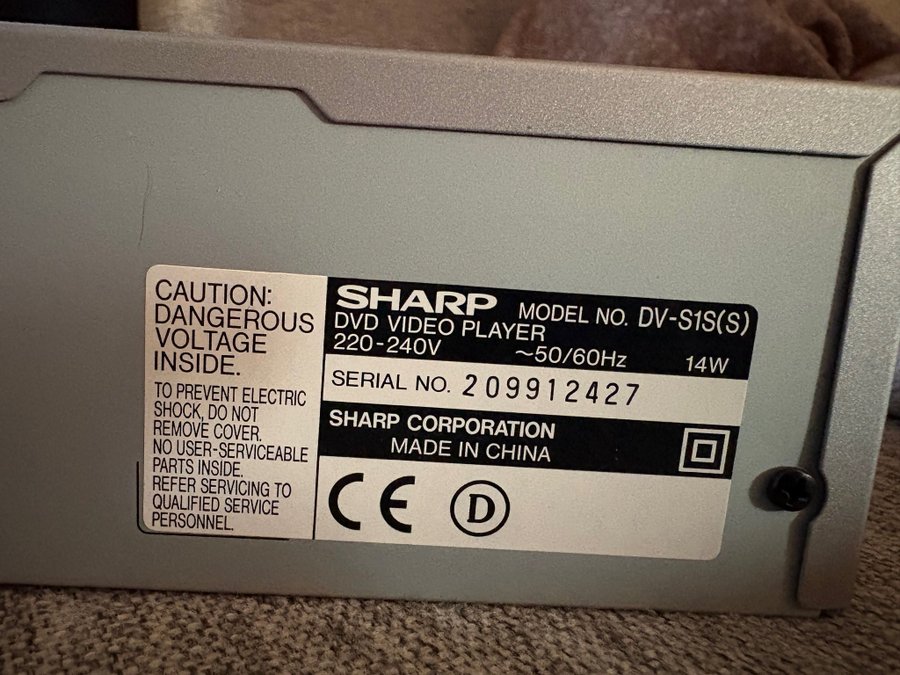 CAUTION:
DANGEROUS
VOLTAGE
INSIDE.
TO PREVENT ELECTRIC
SHOCK, DO NOT
REMOVE COVER.
NO USER-SERVICEABLE
PARTS INSIDE.
REFER SERVICING TO
QUALIFIED SERVICE
PERSONNEL.
SHARP MODEL NO. DV-S1S(S)
DVD VIDEO PLAYER
220-240V ~50/60Hz 14W
SERIAL NO. 209912427
SHARP CORPORATION
MADE IN CHINA
CE D